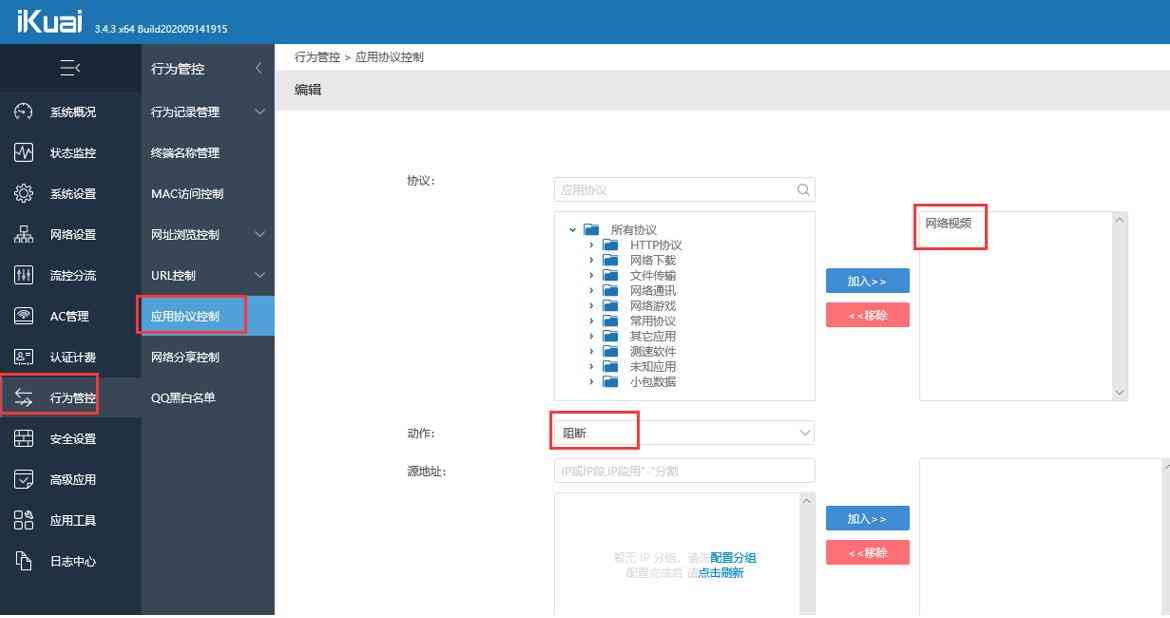 iKuai 3.4.3 x64 Build202009141915
系统概况
状态监控
系统设置
网络设置
流控分流
AC管理
认证计费
行为管控
安全设置
高级应用
应用工具
日志中心
行为管控
行为记录管理
终端名称管理
MAC访问控制
网址浏览控制
URL控制
应用协议控制
网络分享控制
QQ黑白名单
行为管控 > 应用协议控制
编辑
协议:
应用协议
所有协议
HTTP协议
网络下载
文件传输
网络通讯
网络游戏
常用协议
其它应用
测速软件
未知应用
小包数据
加入>>
<<移除
网络视频
动作:
阻断
源地址:
IP或IP段,IP段用"-"分割
暂无 IP 分组，请先配置分组
配置完成后 请点击刷新
加入>>
<<移除